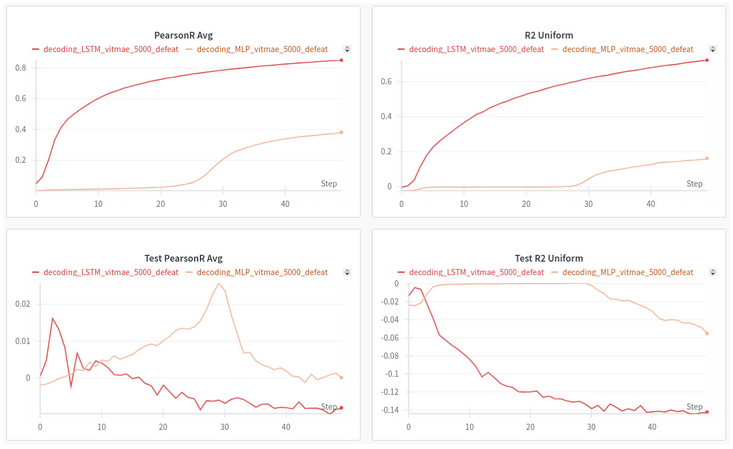 PearsonR Avg
decoding_LSTM_vitmae_5000_defeat decoding_MLP_vitmae_5000_defeat
0.8
0.6
0.4
0.2
Step
0 10 20 30 40
R2 Uniform
decoding_LSTM_vitmae_5000_defeat decoding_MLP_vitmae_5000_defeat
0.6
0.4
0.2
0
Step
0 10 20 30 40
Test PearsonR Avg
decoding_LSTM_vitmae_5000_defeat decoding_MLP_vitmae_5000_defeat
0.02
0.01
0
Step
0 10 20 30 40
Test R2 Uniform
decoding_LSTM_vitmae_5000_defeat decoding_MLP_vitmae_5000_defeat
0
-0.02
-0.04
-0.06
-0.08
-0.1
-0.12
-0.14
Step
0 10 20 30 40